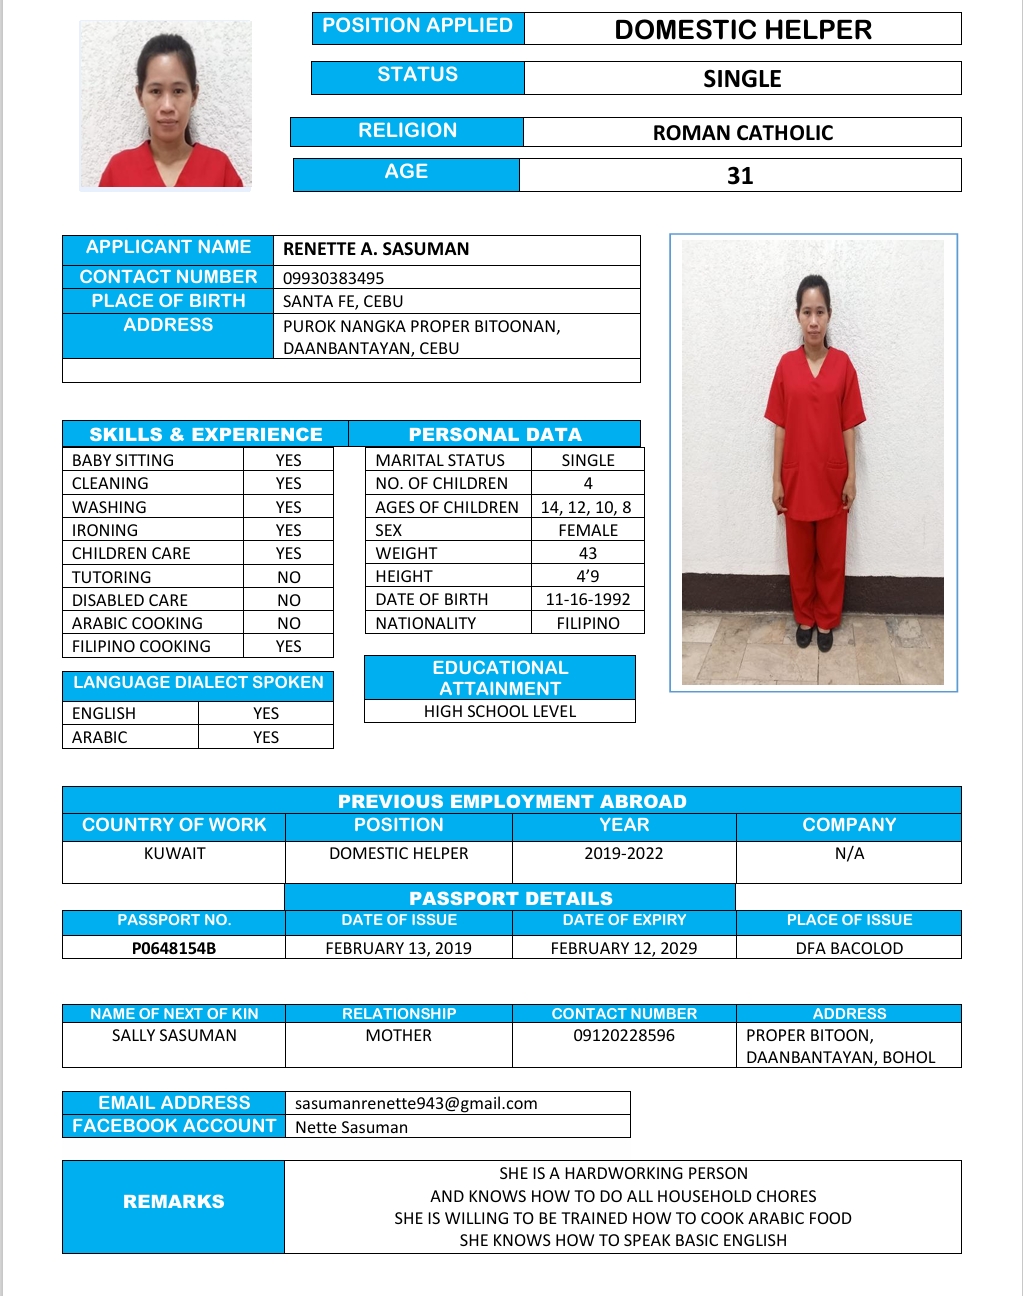 POSITION APPLIED DOMESTIC HELPER
STATUS SINGLE
RELIGION ROMAN CATHOLIC
AGE 31
APPLICANT NAME RENETTE A. SASUMAN
CONTACT NUMBER 09930383495
PLACE OF BIRTH SANTA FE, CEBU
ADDRESS PUROK NANGKA PROPER BITOONAN,
DAANBANTAYAN, CEBU
SKILLS & EXPERIENCE
BABY SITTING YES
CLEANING YES
WASHING YES
IRONING YES
CHILDREN CARE YES
TUTORING NO
DISABLED CARE NO
ARABIC COOKING NO
FILIPINO COOKING YES
LANGUAGE DIALECT SPOKEN
ENGLISH YES
ARABIC YES
PERSONAL DATA
MARITAL STATUS SINGLE
NO. OF CHILDREN 4
AGES OF CHILDREN 14, 12, 10, 8
SEX FEMALE
WEIGHT 43
HEIGHT 4’9
DATE OF BIRTH 11-16-1992
NATIONALITY FILIPINO
EDUCATIONAL
ATTAINMENT
HIGH SCHOOL LEVEL
PREVIOUS EMPLOYMENT ABROAD
COUNTRY OF WORK POSITION YEAR COMPANY
KUWAIT DOMESTIC HELPER 2019-2022 N/A
PASSPORT DETAILS
PASSPORT NO. DATE OF ISSUE DATE OF EXPIRY PLACE OF ISSUE
P0648154B FEBRUARY 13, 2019 FEBRUARY 12, 2029 DFA BACOLOD
NAME OF NEXT OF KIN RELATIONSHIP CONTACT NUMBER ADDRESS
SALLY SASUMAN MOTHER 09120228596 PROPER BITOON,
DAANBANTAYAN, BOHOL
EMAIL ADDRESS sasumanrenette943@gmail.com
FACEBOOK ACCOUNT Nette Sasuman
REMARKS
SHE IS A HARDWORKING PERSON
AND KNOWS HOW TO DO ALL HOUSEHOLD CHORES
SHE IS WILLING TO BE TRAINED HOW TO COOK ARABIC FOOD
SHE KNOWS HOW TO SPEAK BASIC ENGLISH